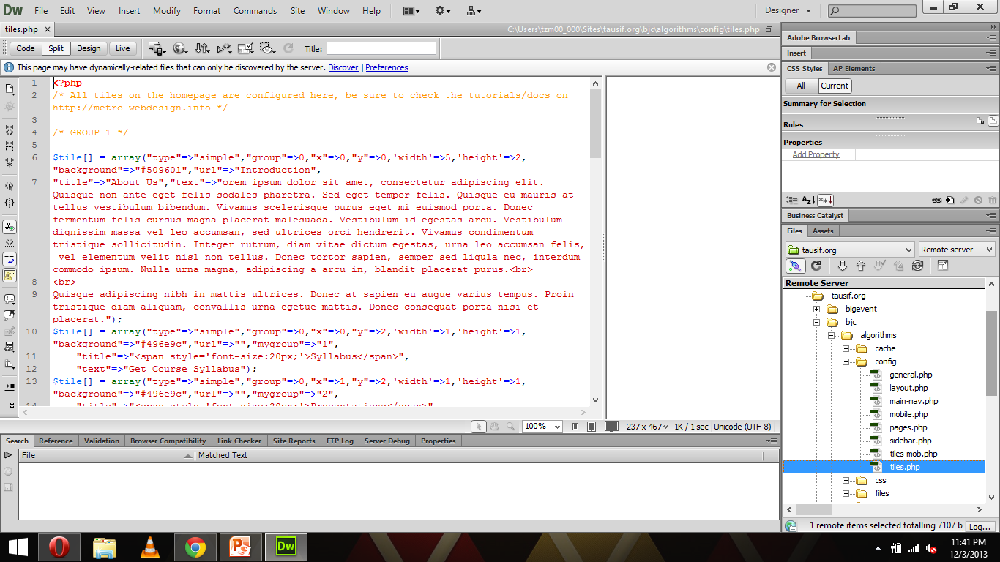 Dw File Edit View Insert Modify Format Commands Site Window Help Designer
tiles.php × C:\Users\tzm00_000\Sites\tausif.org\bjc\algorithms\config\tiles.php
Code Split Design Live Title:
This page may have dynamically-related files that can only be discovered by the server. Discover | Preferences
1 <?php
2 /* All tiles on the homepage are configured here, be sure to check the tutorials/docs on
http://metro-webdesign.info */
3
4 /* GROUP 1 */
5
6 $tile[] = array("type"=>"simple","group"=>0,"x"=>0,"y"=>0,'width'=>5,'height'=>2,
"background"=>"#509601","url"=>"Introduction",
7 "title"=>"About Us","text"=>"orem ipsum dolor sit amet, consectetur adipiscing elit.
Quisque non ante eget felis sodales pharetra. Sed eget tempor felis. Quisque eu mauris at
tellus vestibulum bibendum. Vivamus scelerisque purus eget mi euismod porta. Donec
fermentum felis cursus magna placerat malesuada. Vestibulum id egestas arcu. Vestibulum
dignissim massa vel leo accumsan, sed ultrices orci hendrerit. Vivamus condimentum
tristique sollicitudin. Integer rutrum, diam vitae dictum egestas, urna leo accumsan felis,
vel elementum velit nisl non tellus. Donec tortor sapien, semper sed ligula nec, interdum
commodo ipsum. Nulla urna magna, adipiscing a arcu in, blandit placerat purus.<br>
8 <br>
9 Quisque adipiscing nibh in mattis ultrices. Donec at sapien eu augue varius tempus. Proin
tristique diam aliquam, convallis urna egetue mattis. Donec consequat porta nisi et
placerat.");
10 $tile[] = array("type"=>"simple","group"=>0,"x"=>0,"y"=>2,'width'=>1,'height'=>1,
"background"=>"#496e9c","url"=>"","mygroup"=>"1",
11 "title"=>"<span style='font-size:20px;'>Syllabus</span>",
12 "text"=>"Get Course Syllabus");
13 $tile[] = array("type"=>"simple","group"=>0,"x"=>1,"y"=>2,'width'=>1,'height'=>1,
"background"=>"#496e9c","url"=>"","mygroup"=>"2",
14 "title"=>"<span style='font-size:20px;'>Presentations</span>"
100% 237 x 467 1K / 1 sec Unicode (UTF-8)
Search Reference Validation Browser Compatibility Link Checker Site Reports FTP Log Server Debug Properties
File Matched Text
Adobe BrowserLab
Insert
CSS Styles AP Elements
All Current
Summary for Selection
Rules
Properties
Add Property
Az↓ **↓
Business Catalyst
Files Assets
tausif.org Remote server
Remote Server
tausif.org
bigevent
bjc
algorithms
cache
config
general.php
layout.php
main-nav.php
mobile.php
pages.php
sidebar.php
tiles-mob.php
tiles.php
css
files
1 remote items selected totalling 7107 b Log...
Dw
11:41 PM
12/3/2013